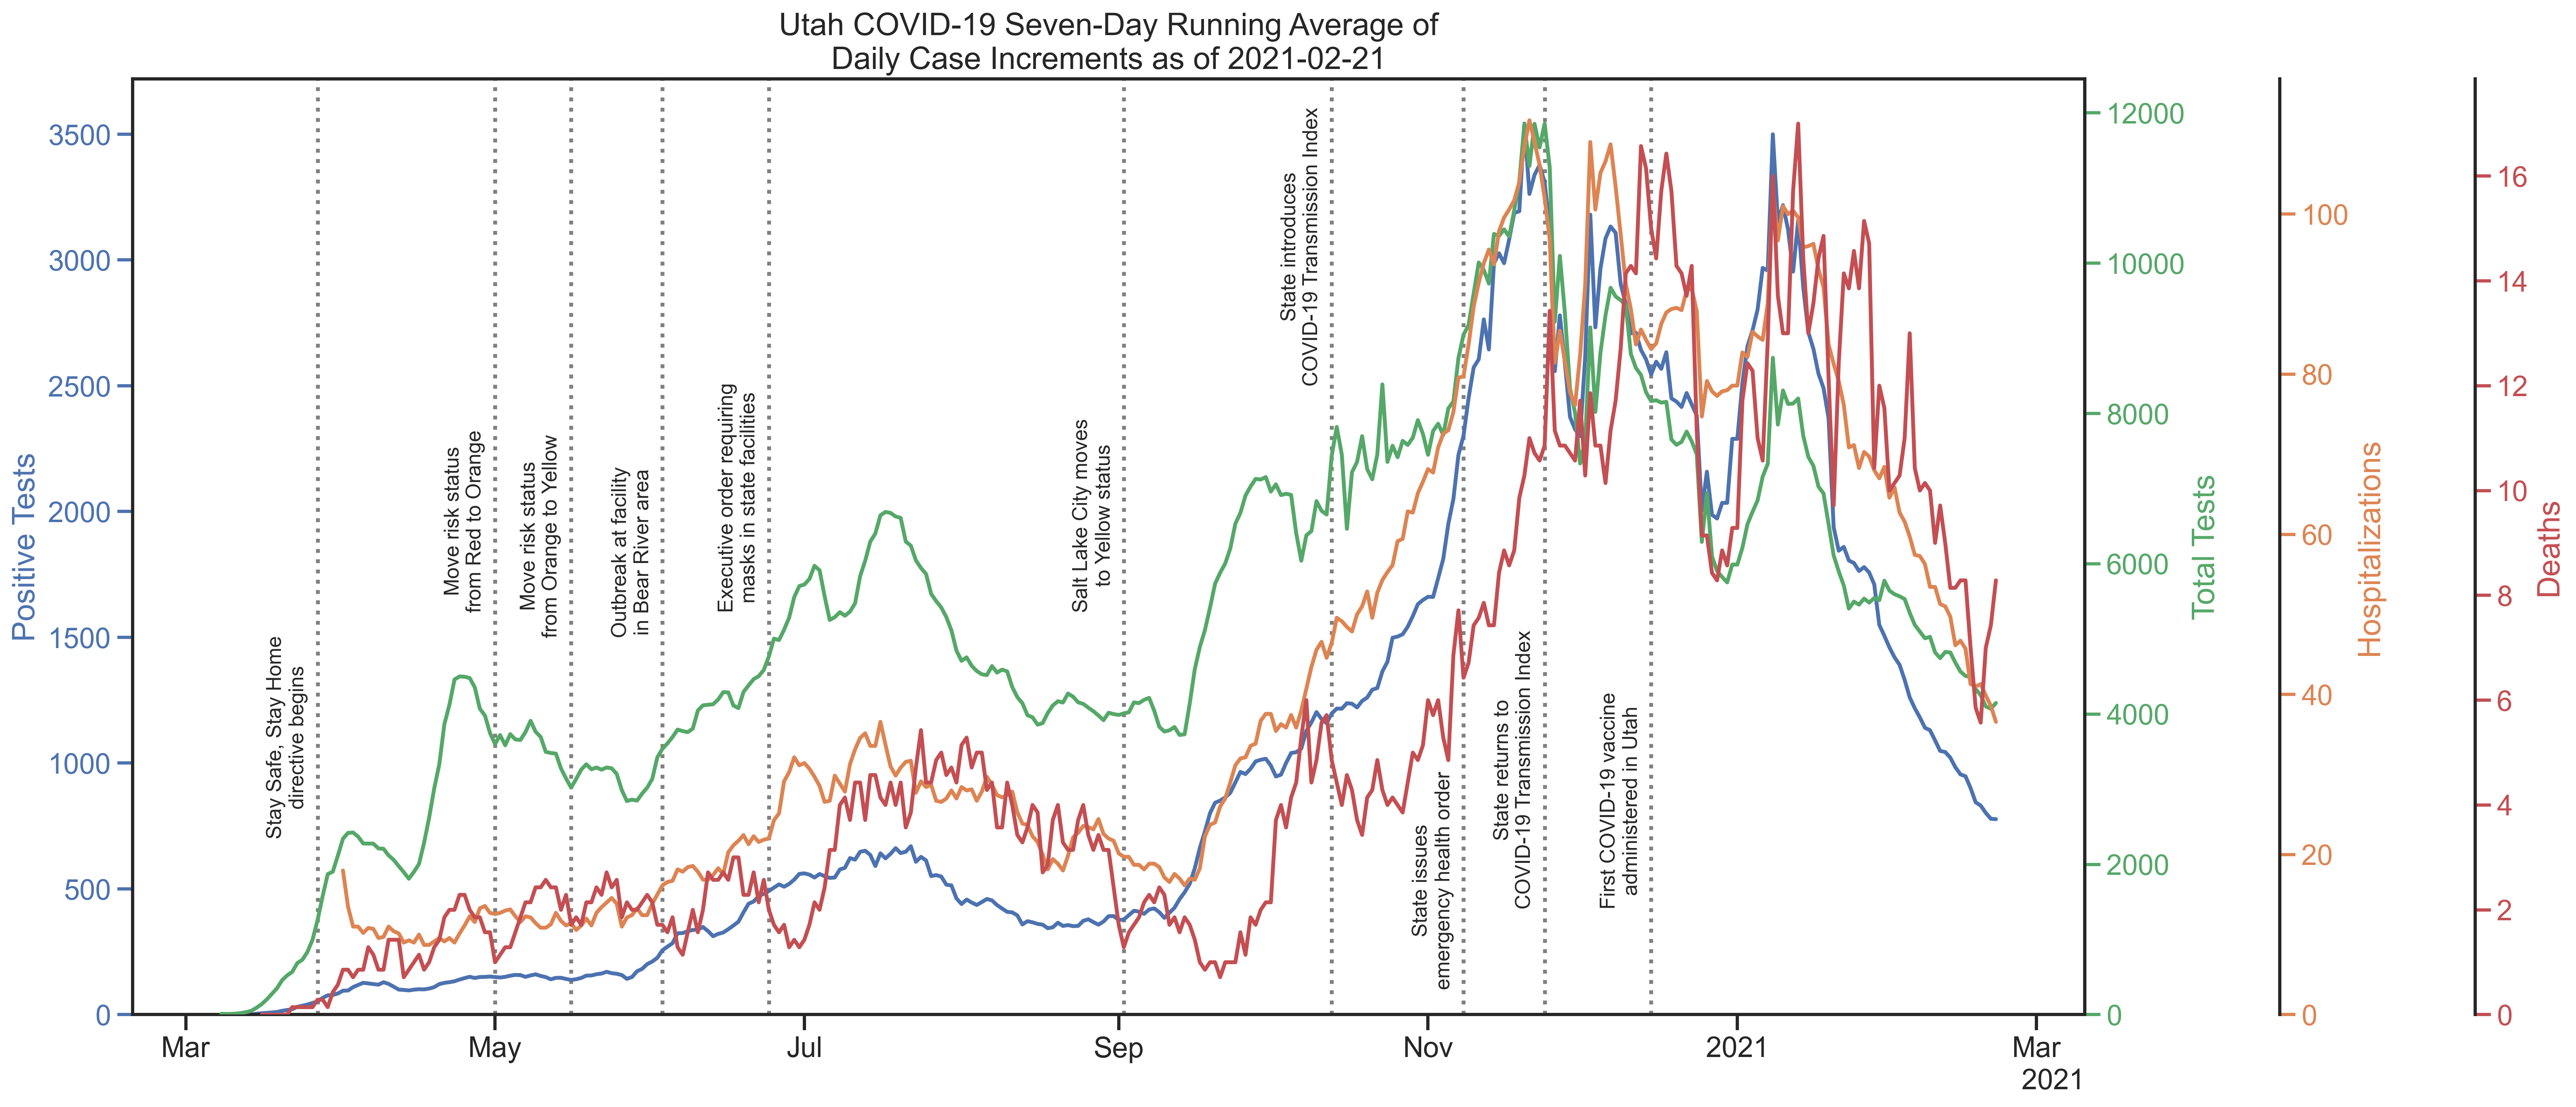 Utah COVID-19 Seven-Day Running Average of
Daily Case Increments as of 2021-02-21
Positive Tests
3500
3000
2500
2000
1500
1000
500
0
Stay Safe, Stay Home
directive begins
Move risk status
from Red to Orange
Move risk status
from Orange to Yellow
Outbreak at facility
in Bear River area
Executive order requiring
masks in state facilities
Salt Lake City moves
to Yellow status
State introduces
COVID-19 Transmission Index
State issues
emergency health order
State returns to
COVID-19 Transmission Index
First COVID-19 vaccine
administered in Utah
12000
10000
8000
6000
4000
2000
0
Total Tests
100
80
60
40
20
0
Hospitalizations
16
14
12
10
8
6
4
2
0
Deaths
Mar
May
Jul
Sep
Nov
2021
Mar
2021